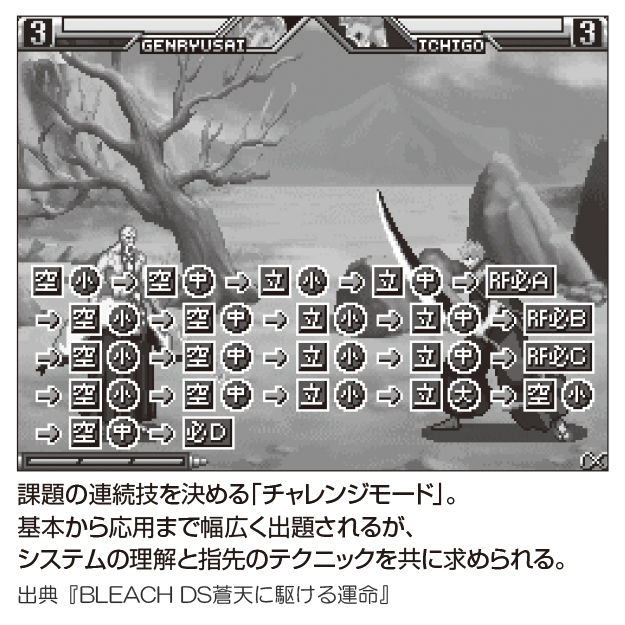 3 3
GENRYUSAI ICHIGO
空 小 ⇨ 空 中 ⇨ 立 小 ⇨ 立 中 ⇨ RF必A
⇨ 空 小 ⇨ 空 中 ⇨ 立 小 ⇨ 立 中 ⇨ RF必B
⇨ 空 小 ⇨ 空 中 ⇨ 立 小 ⇨ 立 中 ⇨ RF必C
⇨ 空 小 ⇨ 空 中 ⇨ 立 小 ⇨ 立 大 ⇨ 空 小
⇨ 空 中 ⇨ 必D
課題の連続技を決める「チャレンジモード」。
基本から応用まで幅広く出題されるが、
システムの理解と指先のテクニックを共に求められる。
出典『BLEACH DS蒼天に駆ける運命』